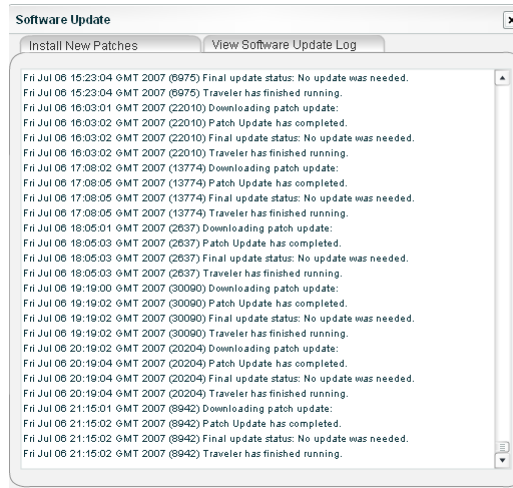 Software Update
Install New Patches
View Software Update Log
Fri Jul 06 15:23:04 GMT 2007 (6975) Final update status: No update was needed.
Fri Jul 06 15:23:04 GMT 2007 (6975) Traveler has finished running.
Fri Jul 06 16:03:01 GMT 2007 (22010) Downloading patch update:
Fri Jul 06 16:03:02 GMT 2007 (22010) Patch Update has completed.
Fri Jul 06 16:03:02 GMT 2007 (22010) Final update status: No update was needed.
Fri Jul 06 16:03:02 GMT 2007 (22010) Traveler has finished running.
Fri Jul 06 17:08:02 GMT 2007 (13774) Downloading patch update:
Fri Jul 06 17:08:05 GMT 2007 (13774) Patch Update has completed.
Fri Jul 06 17:08:05 GMT 2007 (13774) Final update status: No update was needed.
Fri Jul 06 17:08:05 GMT 2007 (13774) Traveler has finished running.
Fri Jul 06 18:05:01 GMT 2007 (2637) Downloading patch update:
Fri Jul 06 18:05:03 GMT 2007 (2637) Patch Update has completed.
Fri Jul 06 18:05:03 GMT 2007 (2637) Final update status: No update was needed.
Fri Jul 06 18:05:03 GMT 2007 (2637) Traveler has finished running.
Fri Jul 06 19:19:00 GMT 2007 (30090) Downloading patch update:
Fri Jul 06 19:19:02 GMT 2007 (30090) Patch Update has completed.
Fri Jul 06 19:19:02 GMT 2007 (30090) Final update status: No update was needed.
Fri Jul 06 19:19:02 GMT 2007 (30090) Traveler has finished running.
Fri Jul 06 20:19:02 GMT 2007 (20204) Downloading patch update:
Fri Jul 06 20:19:04 GMT 2007 (20204) Patch Update has completed.
Fri Jul 06 20:19:04 GMT 2007 (20204) Final update status: No update was needed.
Fri Jul 06 20:19:04 GMT 2007 (20204) Traveler has finished running.
Fri Jul 06 21:15:01 GMT 2007 (8942) Downloading patch update:
Fri Jul 06 21:15:02 GMT 2007 (8942) Patch Update has completed.
Fri Jul 06 21:15:02 GMT 2007 (8942) Final update status: No update was needed.
Fri Jul 06 21:15:02 GMT 2007 (8942) Traveler has finished running.